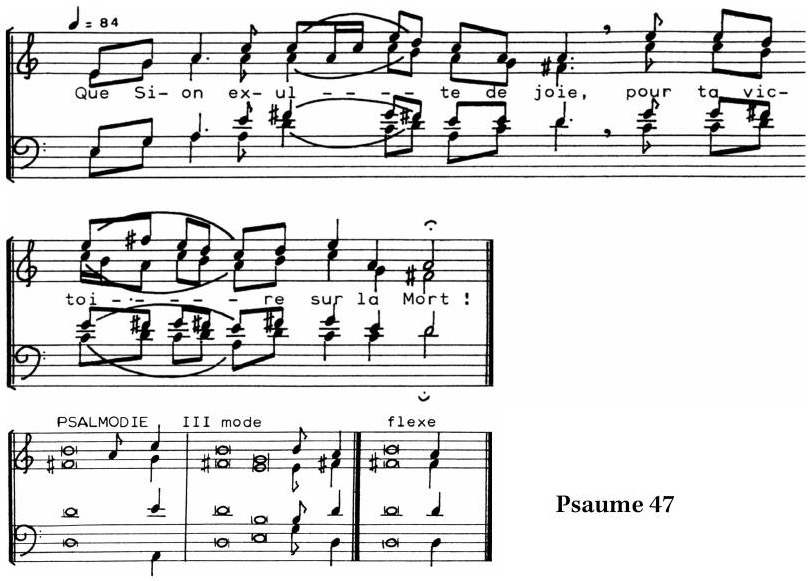 ♩ = 84
Que Si- on ex- ul - - - - te de joie, pour ta vic-
toi - - - - - re sur la Mort !
PSALMODIE III mode flexe
Psaume 47